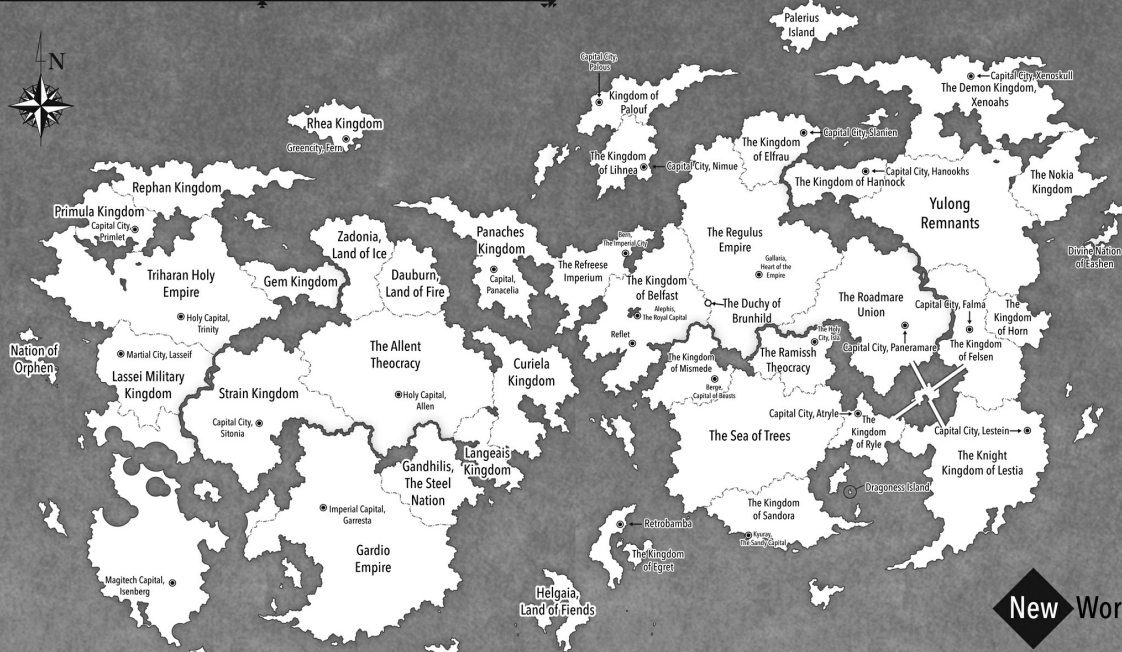 N
Palerius
Island
Capital City,
Palous
Kingdom of
Palouf
Capital City, Xenoskull
The Demon Kingdom,
Xenoahs
Rhea Kingdom
Greencity, Fern
The Kingdom
of Elfrau
Capital City, Slanien
The Kingdom
of Lihnea
Capital City, Nimue
The Kingdom
of Hannock
Capital City, Hanookhs
The Nokia
Kingdom
Rephan Kingdom
Primula Kingdom
Capital City,
Primlet
Yulong
Remnants
Zadonia,
Land of Ice
Panaches
Kingdom
Capital,
Panacelia
Bern,
The Imperial City
The Refreese
Imperium
The Regulus
Empire
Gallaria,
Heart of the
Empire
Divine Nation
of Eashen
Triharan Holy
Empire
Holy Capital,
Trinity
Gem Kingdom
Dauburn,
Land of Fire
The Kingdom
of Belfast
Alephis,
The Royal Capital
The Duchy of
Brunhild
The Roadmare
Union
Capital City, Paneramare
Capital City, Falma
The
Kingdom
of Horn
The Kingdom
of Felsen
Reflet
Nation of
Orphen
Martial City, Lasseif
Lassei Military
Kingdom
The Allent
Theocracy
Holy Capital,
Allen
Curiela
Kingdom
The Kingdom
of Mismede
Berge,
Capital of Beasts
The Holy
City, Isla
The Ramissh
Theocracy
Strain Kingdom
Capital City,
Sitonia
Capital City, Atryle
The
Kingdom
of Ryle
The Sea of Trees
Capital City, Lestein
The Knight
Kingdom of Lestia
Langeais
Kingdom
Gandhilis,
The Steel
Nation
Dragoness Island
Imperial Capital,
Garresta
Gardio
Empire
The Kingdom
of Sandora
Kyuray,
The Sandy Capital
Retrobamba
The Kingdom
of Egret
Magitech Capital,
Isenberg
Helgaia,
Land of Fiends
New Wor